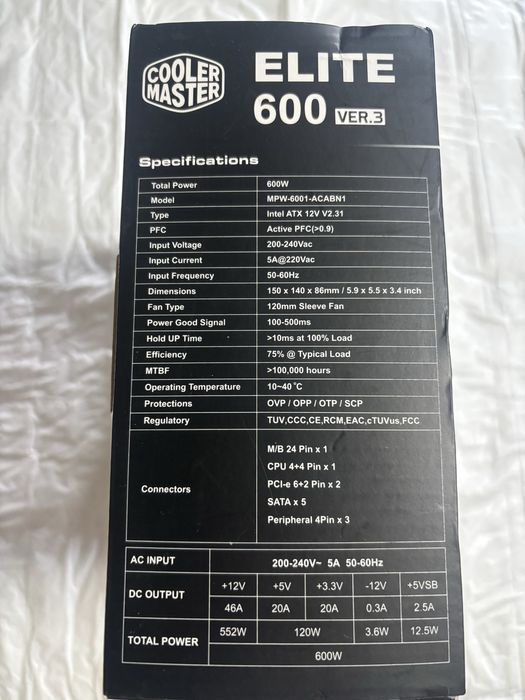 COOLER
MASTER
ELITE
600 VER.3
Specifications
Total Power 600W
Model MPW-6001-ACABN1
Type Intel ATX 12V V2.31
PFC Active PFC(>0.9)
Input Voltage 200-240Vac
Input Current 5A@220Vac
Input Frequency 50-60Hz
Dimensions 150 x 140 x 86mm / 5.9 x 5.5 x 3.4 inch
Fan Type 120mm Sleeve Fan
Power Good Signal 100-500ms
Hold UP Time >10ms at 100% Load
Efficiency 75% @ Typical Load
MTBF >100,000 hours
Operating Temperature 10~40˚C
Protections OVP / OPP / OTP / SCP
Regulatory TUV,CCC,CE,RCM,EAC,cTUVus,FCC
Connectors
M/B 24 Pin x 1
CPU 4+4 Pin x 1
PCI-e 6+2 Pin x 2
SATA x 5
Peripheral 4Pin x 3
AC INPUT 200-240V~ 5A 50-60Hz
DC OUTPUT +12V +5V +3.3V -12V +5VSB
46A 20A 20A 0.3A 2.5A
TOTAL POWER 552W 120W 3.6W 12.5W
600W